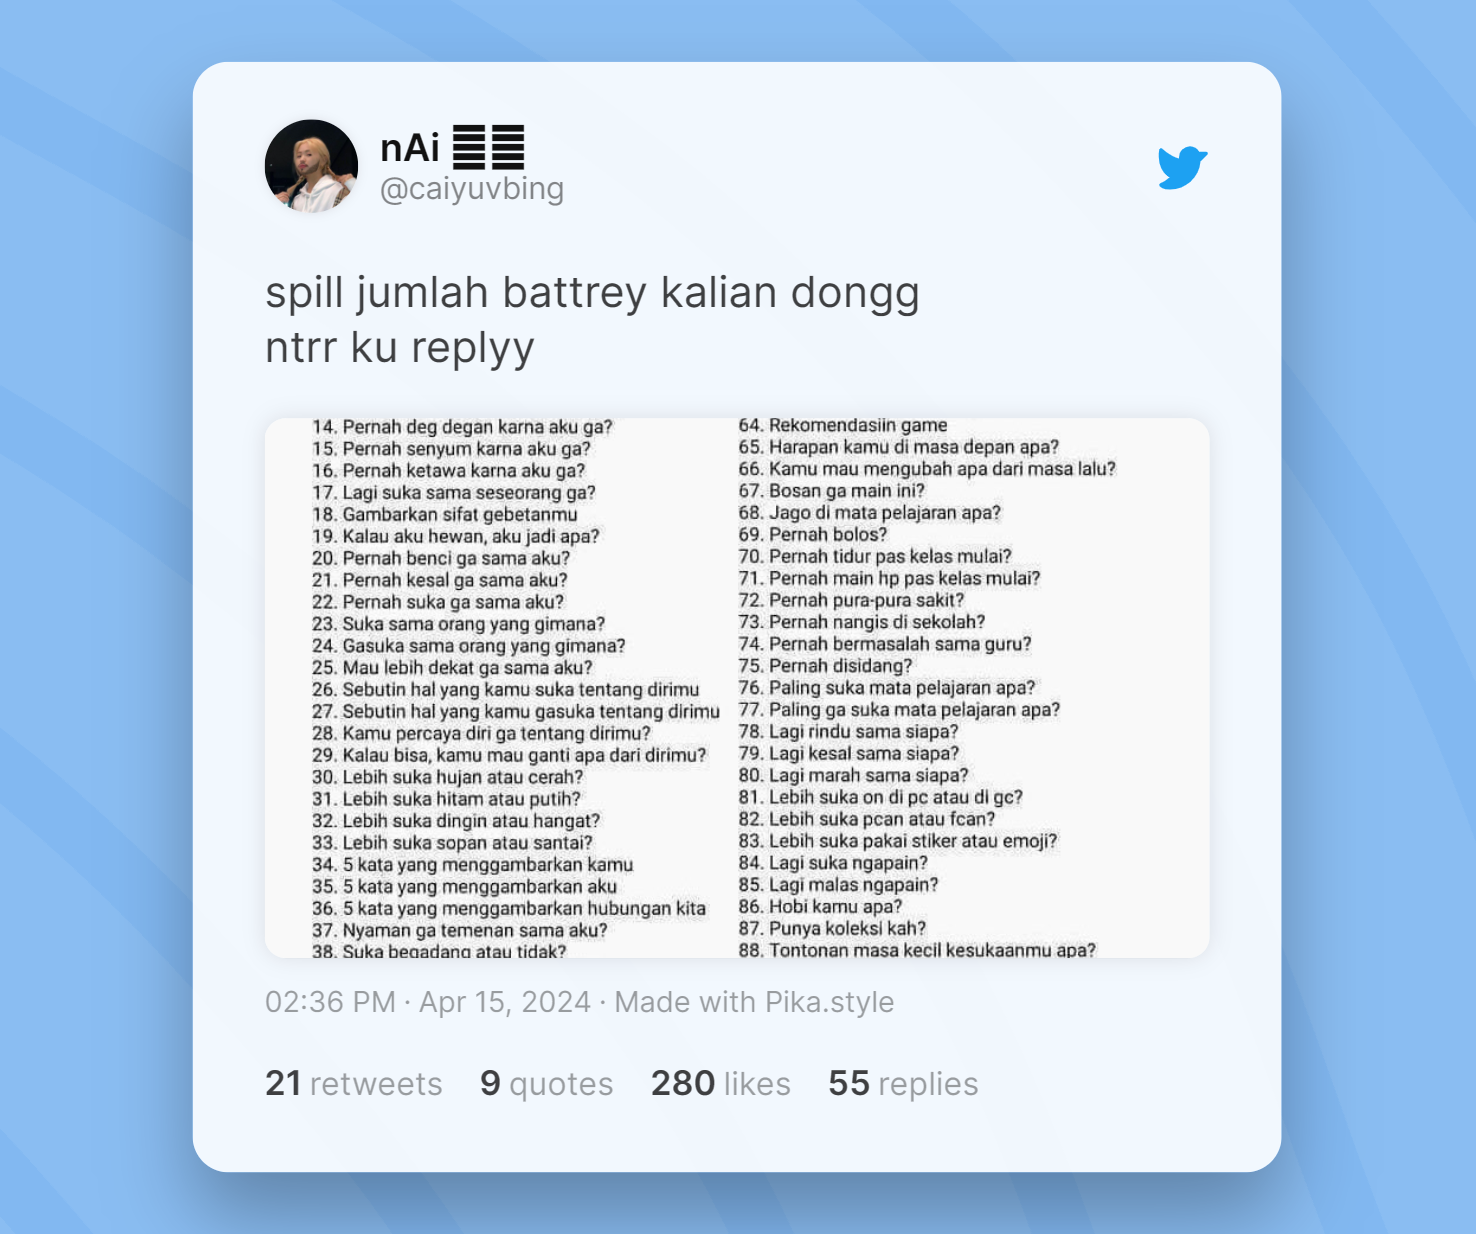 nAi
@caiyuvbing
spill jumlah battrey kalian dongg
ntrr ku replyy
14. Pernah deg degan karna aku ga?
15. Pernah senyum karna aku ga?
16. Pernah ketawa karna aku ga?
17. Lagi suka sama seseorang ga?
18. Gambarkan sifat gebetanmu
19. Kalau aku hewan, aku jadi apa?
20. Pernah benci ga sama aku?
21. Pernah kesal ga sama aku?
22. Pernah suka ga sama aku?
23. Suka sama orang yang gimana?
24. Gasuka sama orang yang gimana?
25. Mau lebih dekat ga sama aku?
26. Sebutin hal yang kamu suka tentang dirimu
27. Sebutin hal yang kamu gasuka tentang dirimu
28. Kamu percaya diri ga tentang dirimu?
29. Kalau bisa, kamu mau ganti apa dari dirimu?
30. Lebih suka hujan atau cerah?
31. Lebih suka hitam atau putih?
32. Lebih suka dingin atau hangat?
33. Lebih suka sopan atau santai?
34. 5 kata yang menggambarkan kamu
35. 5 kata yang menggambarkan aku
36. 5 kata yang menggambarkan hubungan kita
37. Nyaman ga temenan sama aku?
38. Suka begadang atau tidak?
64. Rekomendasiin game
65. Harapan kamu di masa depan apa?
66. Kamu mau mengubah apa dari masa lalu?
67. Bosan ga main ini?
68. Jago di mata pelajaran apa?
69. Pernah bolos?
70. Pernah tidur pas kelas mulai?
71. Pernah main hp pas kelas mulai?
72. Pernah pura-pura sakit?
73. Pernah nangis di sekolah?
74. Pernah bermasalah sama guru?
75. Pernah disidang?
76. Paling suka mata pelajaran apa?
77. Paling ga suka mata pelajaran apa?
78. Lagi rindu sama siapa?
79. Lagi kesal sama siapa?
80. Lagi marah sama siapa?
81. Lebih suka on di pc atau di gc?
82. Lebih suka pcan atau fcan?
83. Lebih suka pakai stiker atau emoji?
84. Lagi suka ngapain?
85. Lagi malas ngapain?
86. Hobi kamu apa?
87. Punya koleksi kah?
88. Tontonan masa kecil kesukaanmu apa?
02:36 PM · Apr 15, 2024 · Made with Pika.style
21 retweets 9 quotes 280 likes 55 replies